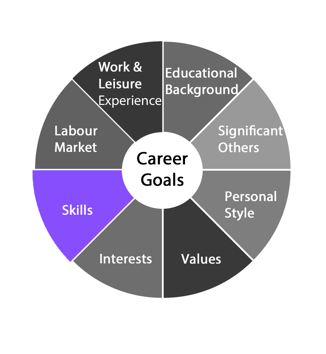 Work &
Leisure
Experience
Educational
Background
Significant
Others
Personal
Style
Values
Interests
Skills
Labour
Market
Career
Goals